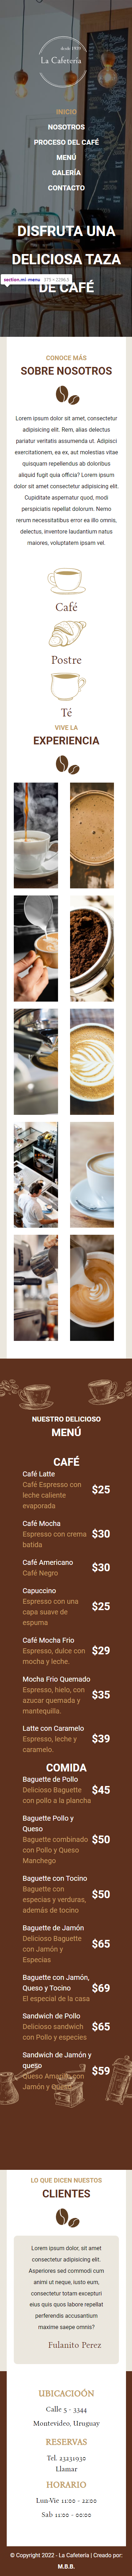 desde 1970
La Cafetería
INICIO
NOSOTROS
PROCESO DEL CAFÉ
MENÚ
GALERÍA
CONTACTO
DISFRUTA UNA
DELICIOSA TAZA
section.mi-menu 375 × 2298.3
DE CAFÉ
CONOCE MÁS
SOBRE NOSOTROS
Lorem ipsum dolor sit amet, consectetur
adipisicing elit. Rem, alias delectus
pariatur veritatis assumenda ut. Adipisci
exercitationem, ea ex, aut molestias vitae
quisquam repellendus ab doloribus
aliquid fugit quia officia? Lorem ipsum
dolor sit amet consectetur adipisicing elit.
Cupiditate aspernatur quod, modi
perspiciatis repellat dolorum. Nemo
rerum necessitatibus error ea illo omnis,
delectus, inventore laudantium natus
maiores, voluptatem ipsam vel.
Café
Postre
Té
VIVE LA
EXPERIENCIA
NUESTRO DELICIOSO
MENÚ
CAFÉ
Café Latte
Café Espresso con
leche caliente
evaporada
$25
Café Mocha
Espresso con crema
batida
$30
Café Americano
Café Negro
$30
Capuccino
Espresso con una
capa suave de
espuma
$25
Café Mocha Frio
Espresso, dulce con
mocha y leche.
$29
Mocha Frio Quemado
Espresso, hielo, con
azucar quemada y
mantequilla.
$35
Latte con Caramelo
Espresso, leche y
caramelo.
$39
COMIDA
Baguette de Pollo
Delicioso Baguette
con pollo a la plancha
$45
Baguette Pollo y
Queso
Baguette combinado
con Pollo y Queso
Manchego
$50
Baguette con Tocino
Baguette con
especias y verduras,
además de tocino
$50
Baguette de Jamón
Delicioso Baguette
con Jamón y
Especias
$65
Baguette con Jamón,
Queso y Tocino
El especial de la casa
$69
Sandwich de Pollo
Delicioso sandwich
con Pollo y especies
$65
Sandwich de Jamón y
queso
Queso Amarillo con
Jamón y Queso
$59
LO QUE DICEN NUESTOS
CLIENTES
Lorem ipsum dolor, sit amet
consectetur adipisicing elit.
Asperiores sed commodi cum
animi ut neque, iusto eum,
consectetur totam excepturi
eius quis quos labore repellat
perferendis accusantium
maxime saepe omnis?
Fulanito Perez
UBICACIÓN
Calle 5 - 3344
Montevideo, Uruguay
RESERVAS
Tel. 23231930
Llamar
HORARIO
Lun-Vie 11:00 - 22:00
Sab 11:00 - 00:00
© Copyright 2022 - La Cafetería | Creado por:
M.B.B.